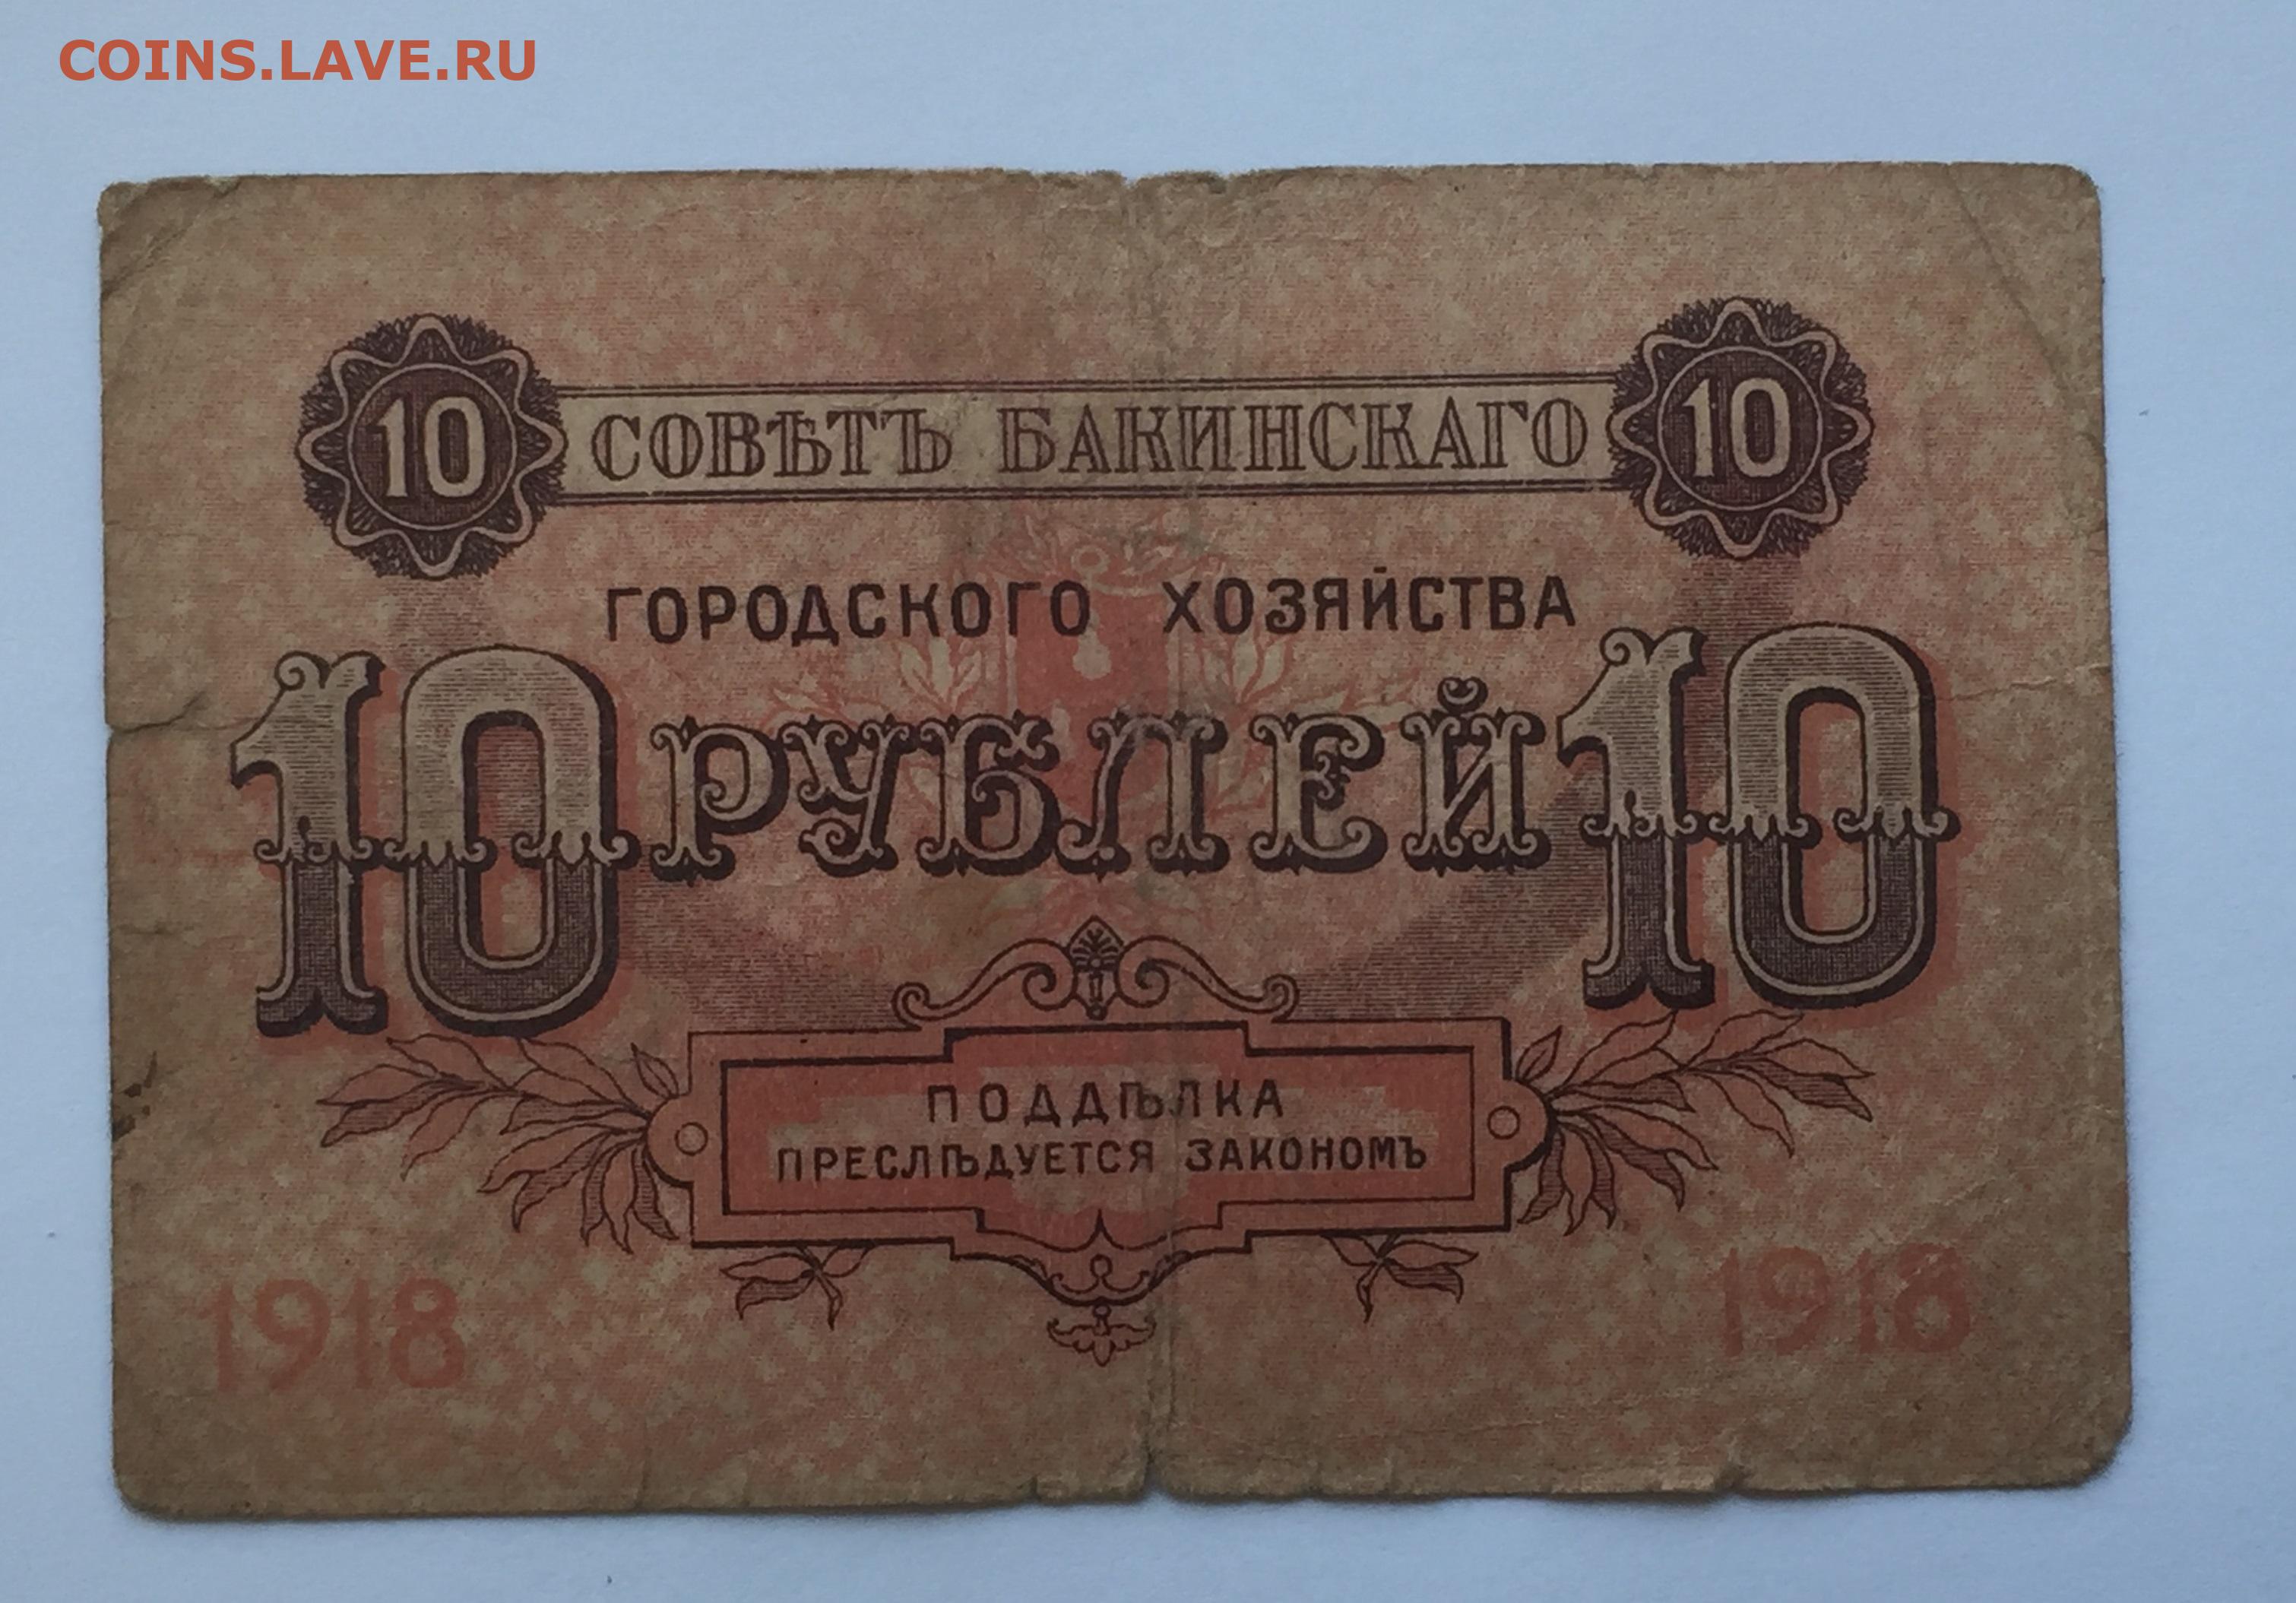 COINS.LAVE.RU
10 СОВѢТЪ БАКИНСКАГО 10
ГОРОДСКОГО ХОЗЯЙСТВА
10 РУБЛЕЙ 10
ПОДДѢЛКА
ПРЕСЛѢДУЕТСЯ ЗАКОНОМЪ
1918 1918